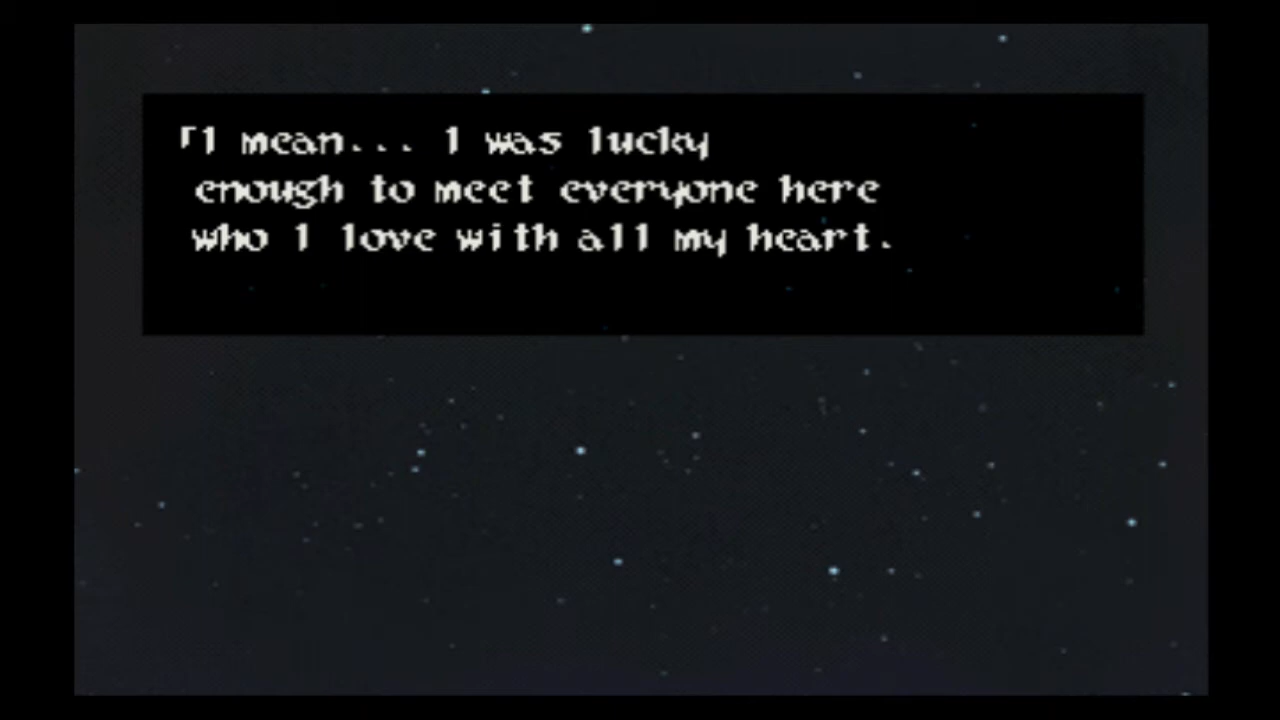 「I mean... I was lucky
enough to meet everyone here
who I love with all my heart.